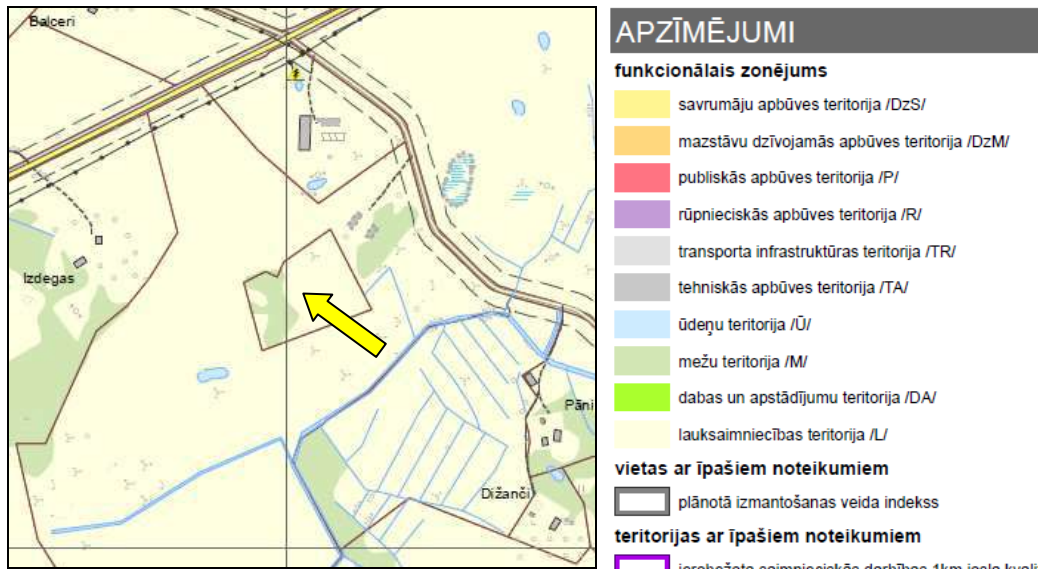 Balceri
Izdegas
Pāni
Dižanči
APZĪMĒJUMI
funkcionālais zonējums
savrumāju apbūves teritorija /DzS/
mazstāvu dzīvojamās apbūves teritorija /DzM/
publiskās apbūves teritorija /P/
rūpnieciskās apbūves teritorija /R/
transporta infrastruktūras teritorija /TR/
tehniskās apbūves teritorija /TA/
ūdeņu teritorija /Ū/
mežu teritorija /M/
dabas un apstādījumu teritorija /DA/
lauksaimniecības teritorija /L/
vietas ar īpašiem noteikumiem
plānotā izmantošanas veida indekss
teritorijas ar īpašiem noteikumiem